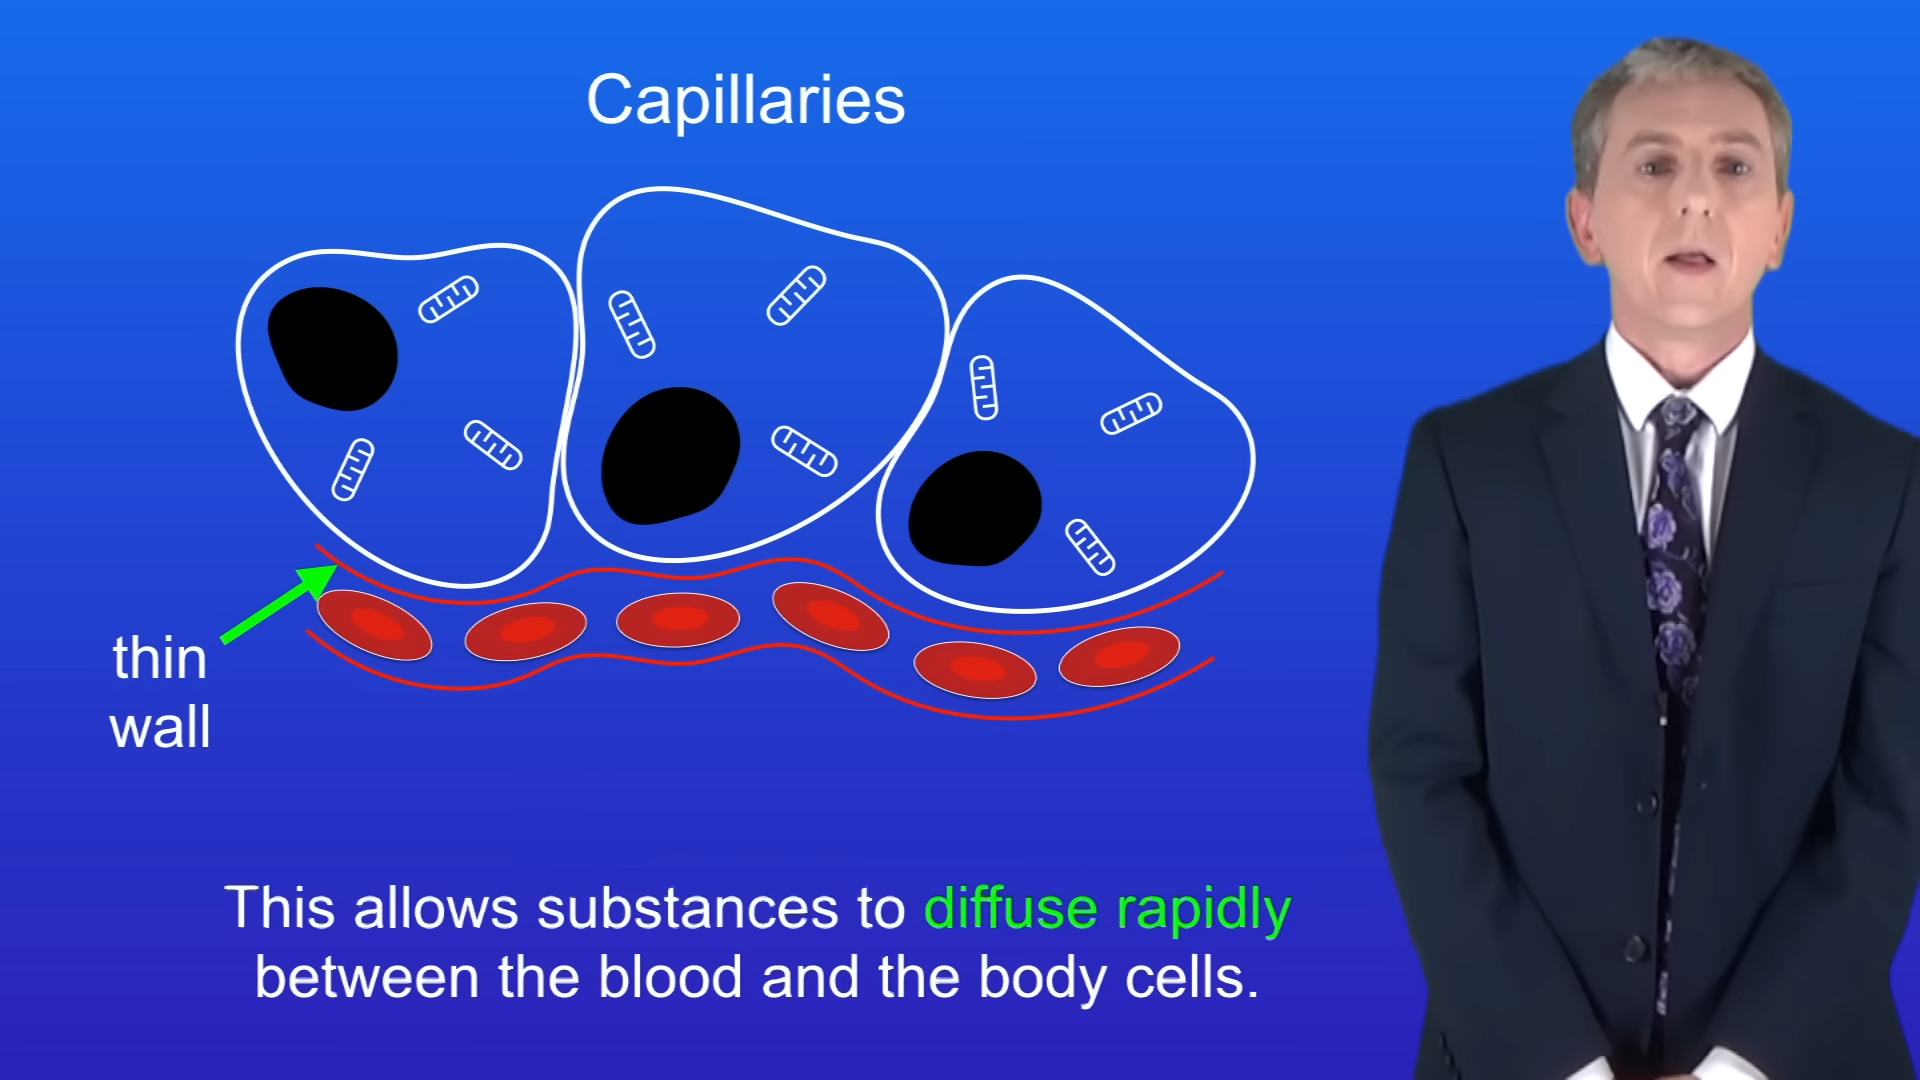 Capillaries
thin
wall
This allows substances to diffuse rapidly
between the blood and the body cells.